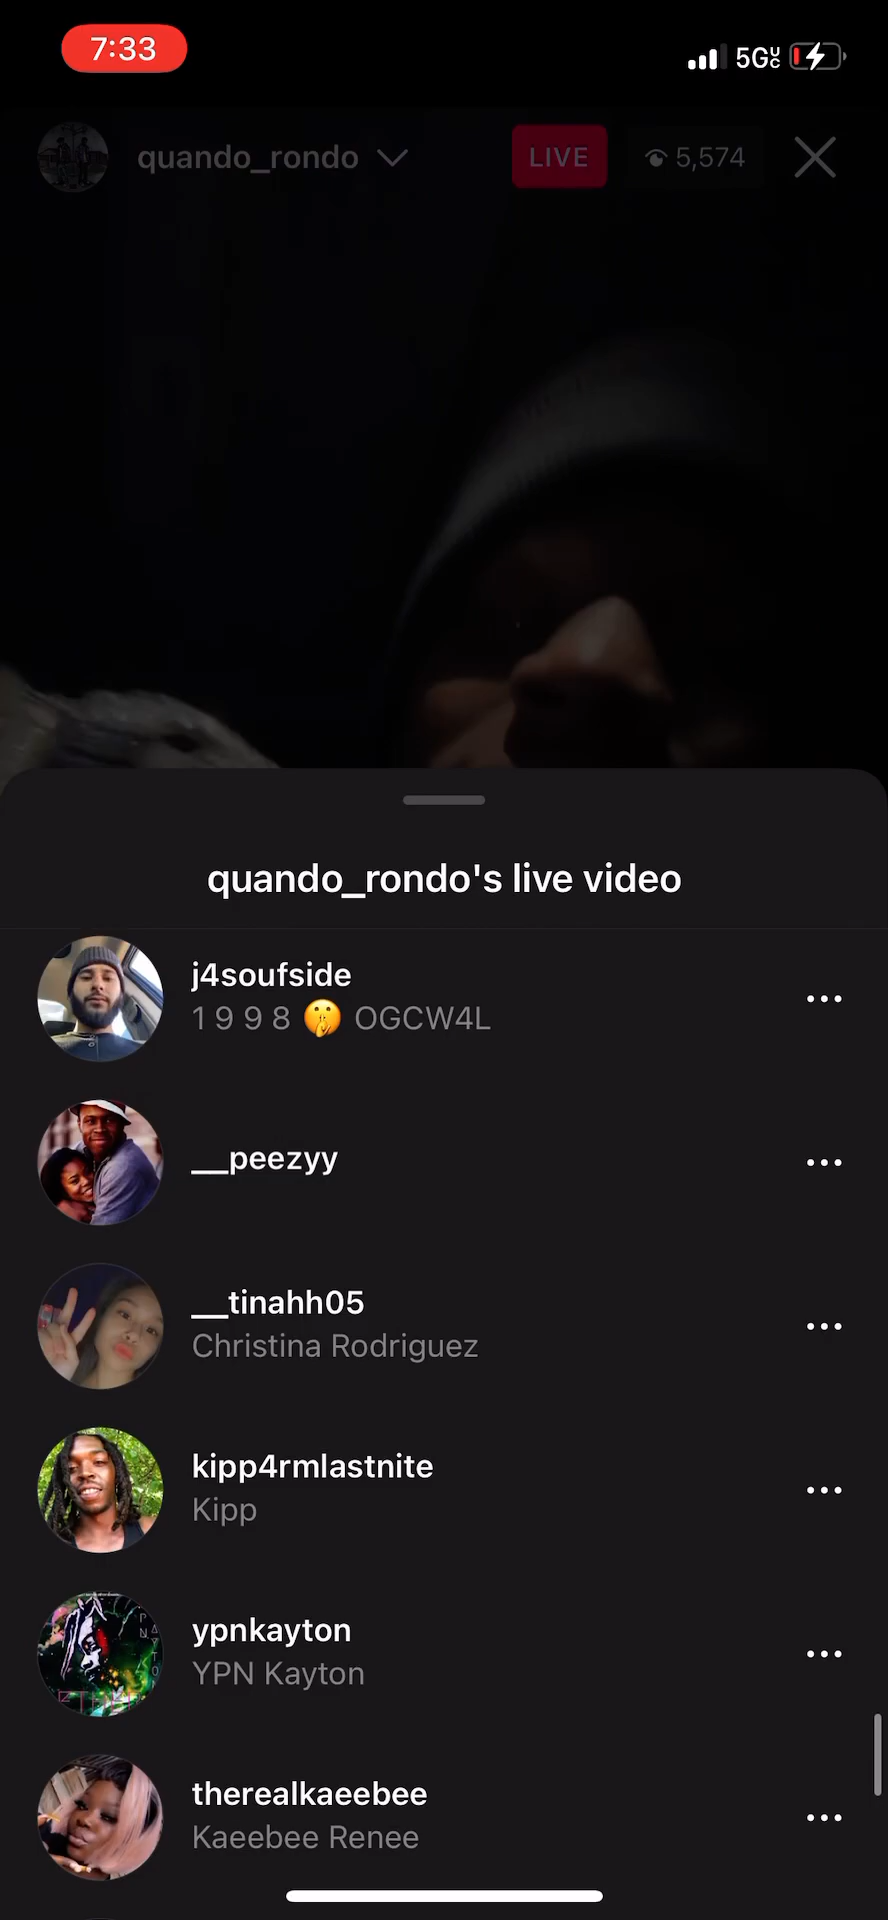 7:33
5GUC
quando_rondo
LIVE
5,574
quando_rondo's live video
j4soufside
1 9 9 8 🤫 OGCW4L
__peezyy
__tinahh05
Christina Rodriguez
kipp4rmlastnite
Kipp
ypnkayton
YPN Kayton
therealkaeebee
Kaeebee Renee